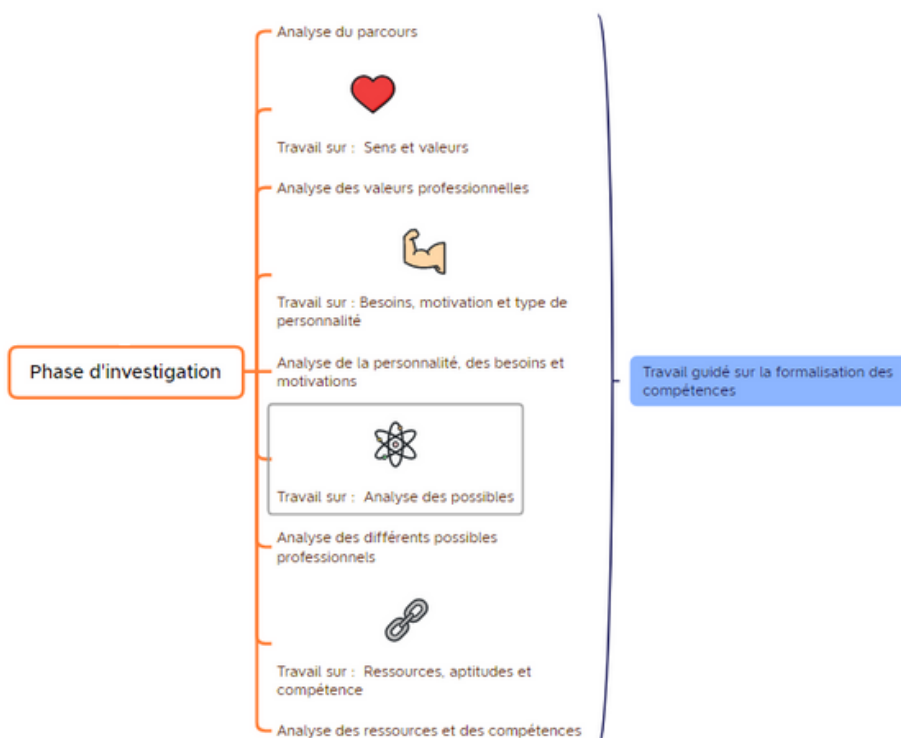 Analyse du parcours
Travail sur :  Sens et valeurs
Analyse des valeurs professionnelles
Travail sur : Besoins, motivation et type de
personnalité
Phase d'investigation
Analyse de la personnalité, des besoins et
motivations
Travail guidé sur la formalisation des
compétences
Travail sur :  Analyse des possibles
Analyse des différents possibles
professionnels
Travail sur :  Ressources, aptitudes et
compétence
Analyse des ressources et des compétences